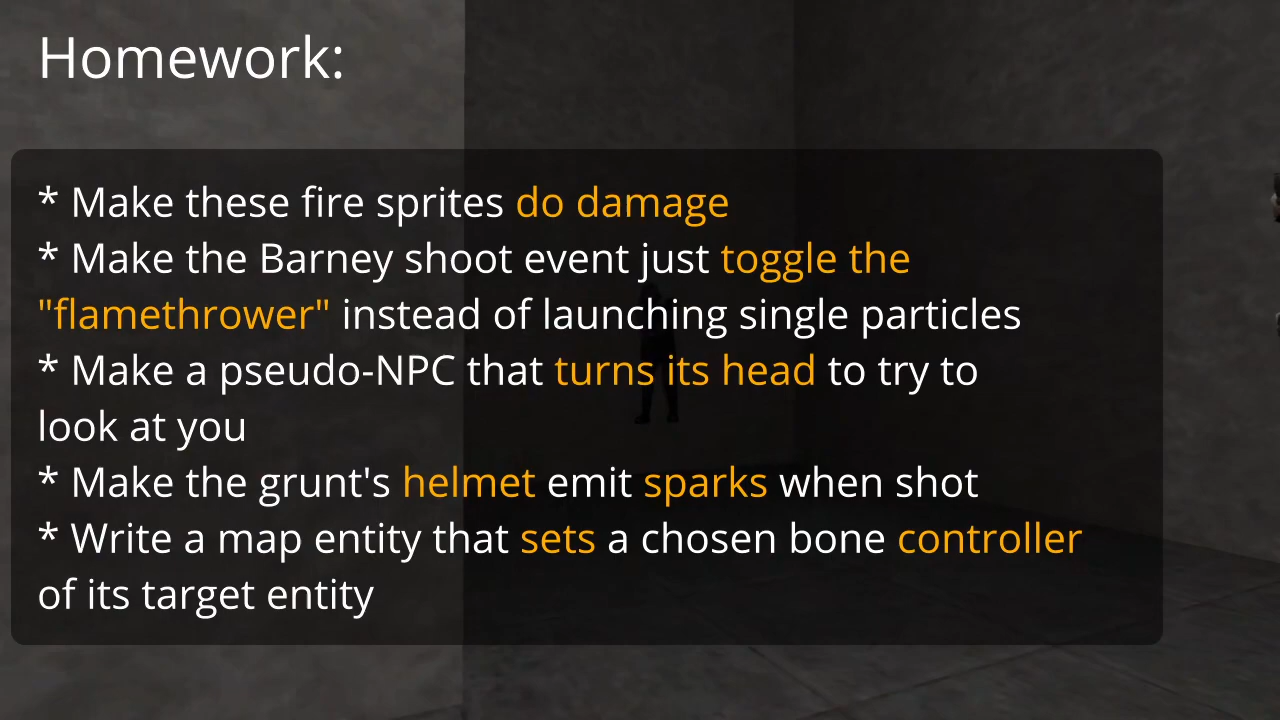 Homework:
* Make these fire sprites do damage
* Make the Barney shoot event just toggle the
"flamethrower" instead of launching single particles
* Make a pseudo-NPC that turns its head to try to
look at you
* Make the grunt's helmet emit sparks when shot
* Write a map entity that sets a chosen bone controller
of its target entity